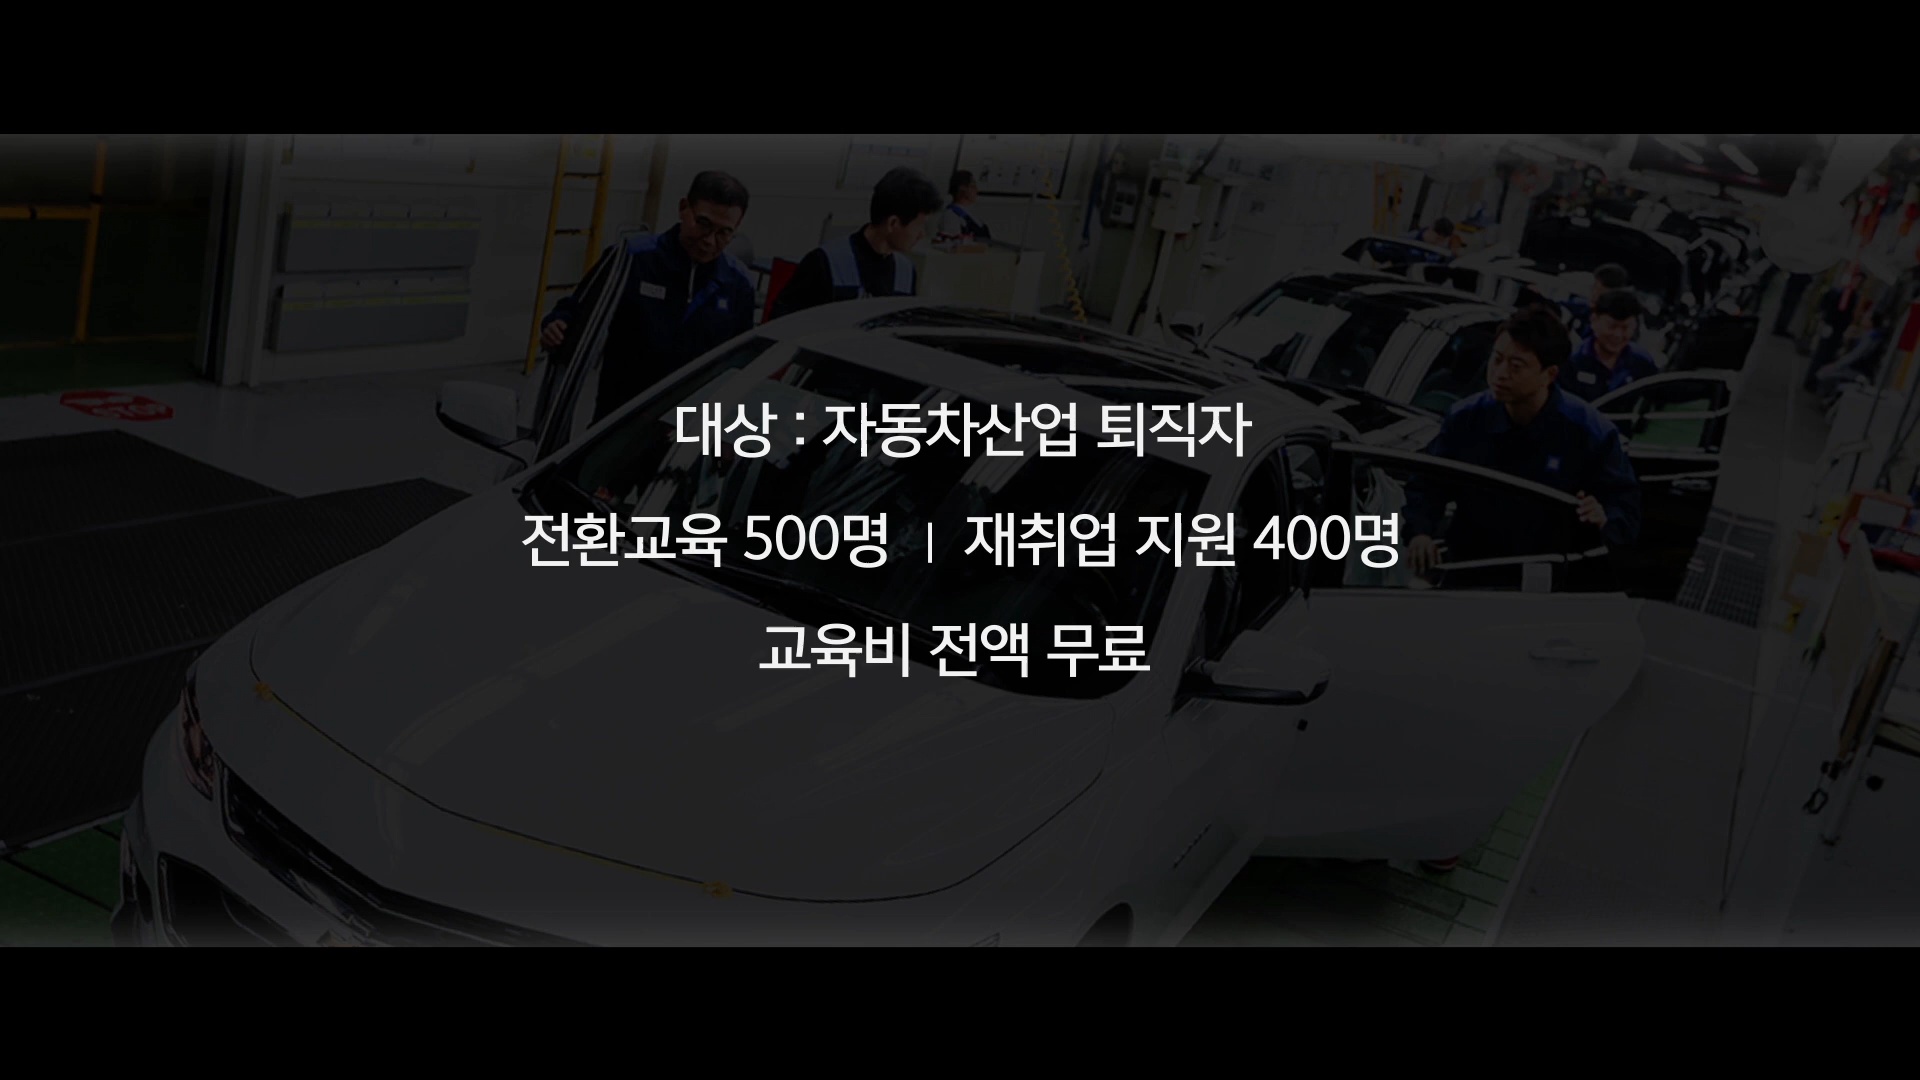 STOP
대상 : 자동차산업 퇴직자
전환교육 500명 | 재취업 지원 400명
교육비 전액 무료